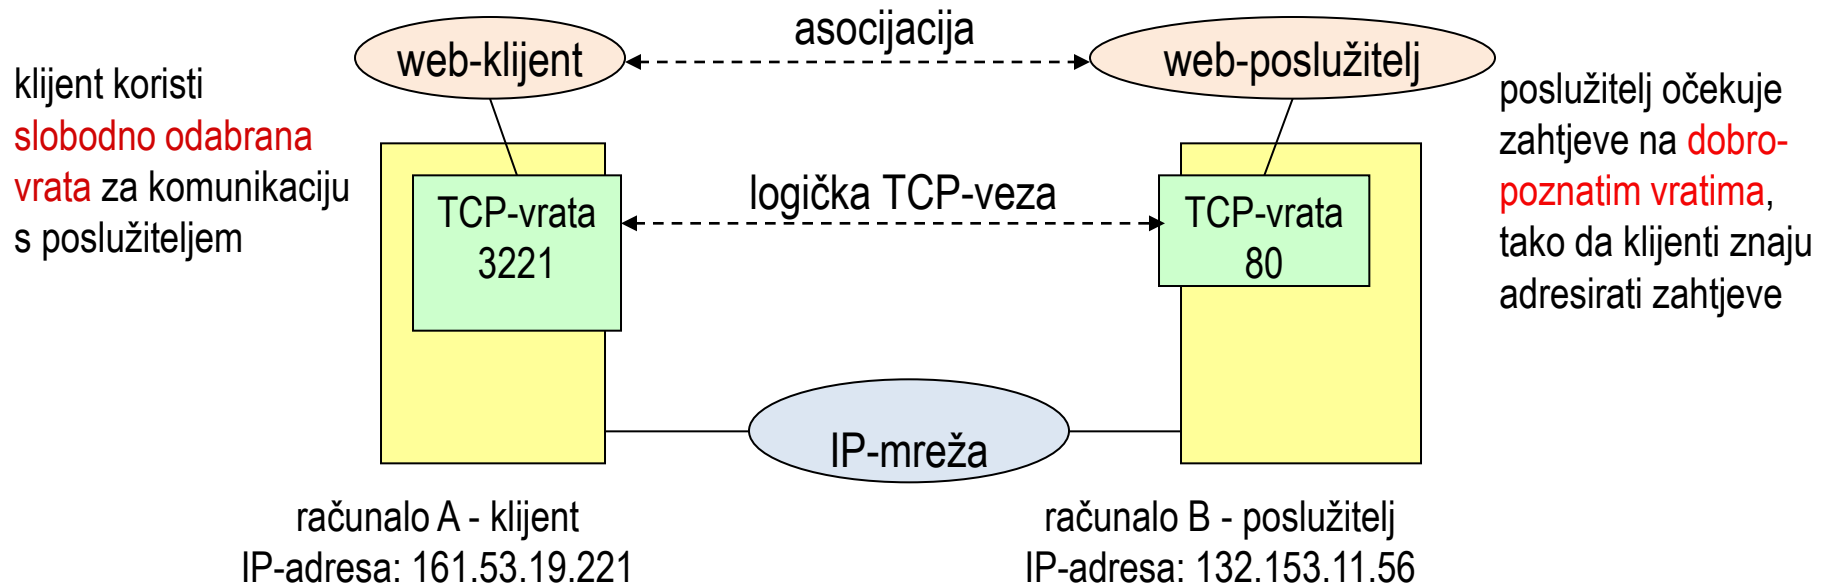 asocijacija
web-klijent
web-poslužitelj
klijent koristi
slobodno odabrana
vrata za komunikaciju
s poslužiteljem
poslužitelj očekuje
zahtjeve na dobro-
poznatim vratima,
tako da klijenti znaju
adresirati zahtjeve
logička TCP-veza
TCP-vrata
3221
TCP-vrata
80
IP-mreža
računalo A - klijent
IP-adresa: 161.53.19.221
računalo B - poslužitelj
IP-adresa: 132.153.11.56